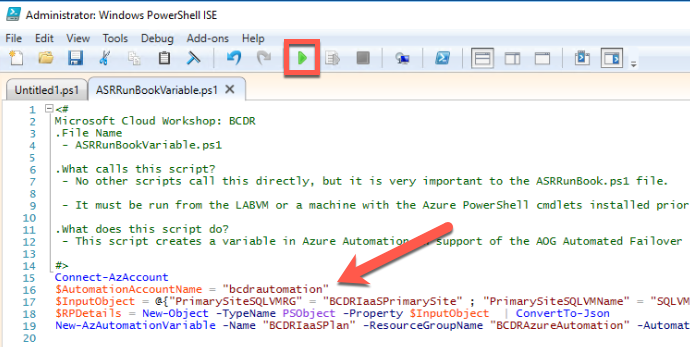 Administrator: Windows PowerShell ISE
File Edit View Tools Debug Add-ons Help
Untitled1.ps1 ASRRunBookVariable.ps1 X
1 <#
2 Microsoft Cloud Workshop: BCDR
3 .File Name
4 - ASRRunBookVariable.ps1
5
6 .What calls this script?
7 - No other scripts call this directly, but it is very important to the ASRRunBook.ps1 file.
8
9 - It must be run from the LABVM or a machine with the Azure PowerShell cmdlets installed prior
10
11 .What does this script do?
12 - This script creates a variable in Azure Automation support of the AOG Automated Failover
13
14 #>
15 Connect-AzAccount
16 $AutomationAccountName = "bcdrautomation"
17 $InputObject = @{"PrimarySiteSQLVMRG" = "BCDRIaaSPrimarySite" ; "PrimarySiteSQLVMName" = "SQLVM
18 $RPDetails = New-Object -TypeName PSObject -Property $InputObject | ConvertTo-Json
19 New-AzAutomationVariable -Name "BCDRIaaSPlan" -ResourceGroupName "BCDRAzureAutomation" -Automat
20